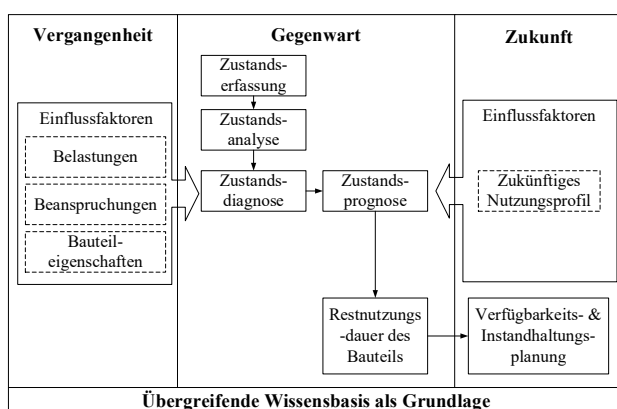 Vergangenheit
Einflussfaktoren
Belastungen
Beanspruchungen
Bauteil-
eigenschaften
Gegenwart
Zustands-
erfassung
Zustands-
analyse
Zustands-
diagnose
Zustands-
prognose
Restnutzungs
-dauer des
Bauteils
Zukunft
Einflussfaktoren
Zukünftiges
Nutzungsprofil
Verfügbarkeits- &
Instandhaltungs-
planung
Übergreifende Wissensbasis als Grundlage